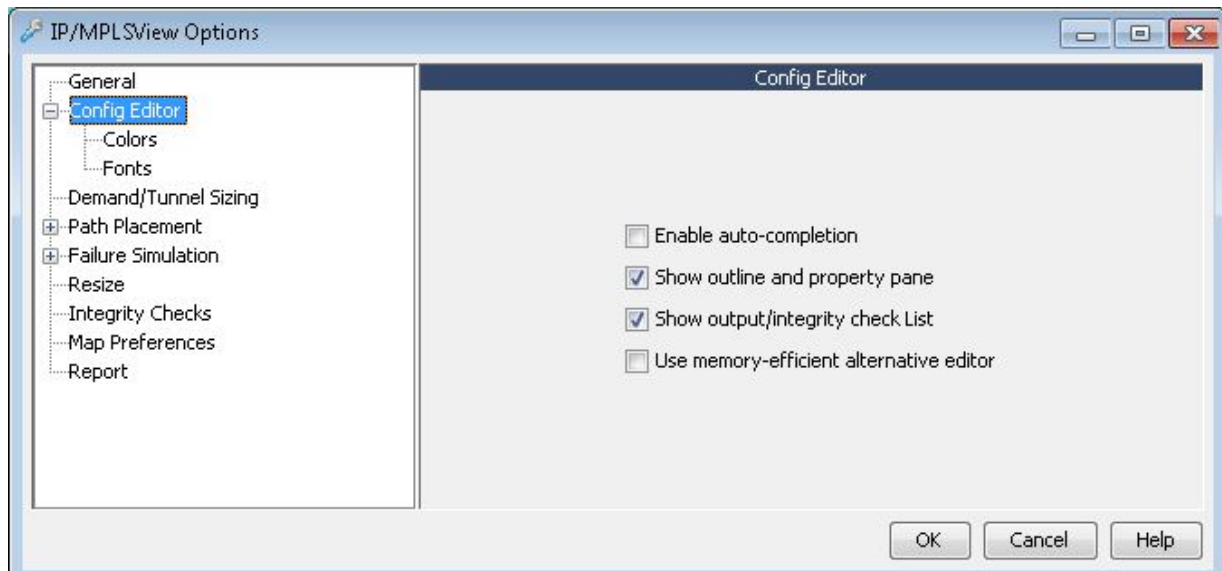 IP/MPLSView Options
General
Config Editor
Colors
Fonts
Demand/Tunnel Sizing
Path Placement
Failure Simulation
Resize
Integrity Checks
Map Preferences
Report
Config Editor
Enable auto-completion
Show outline and property pane
Show output/integrity check List
Use memory-efficient alternative editor
OK Cancel Help